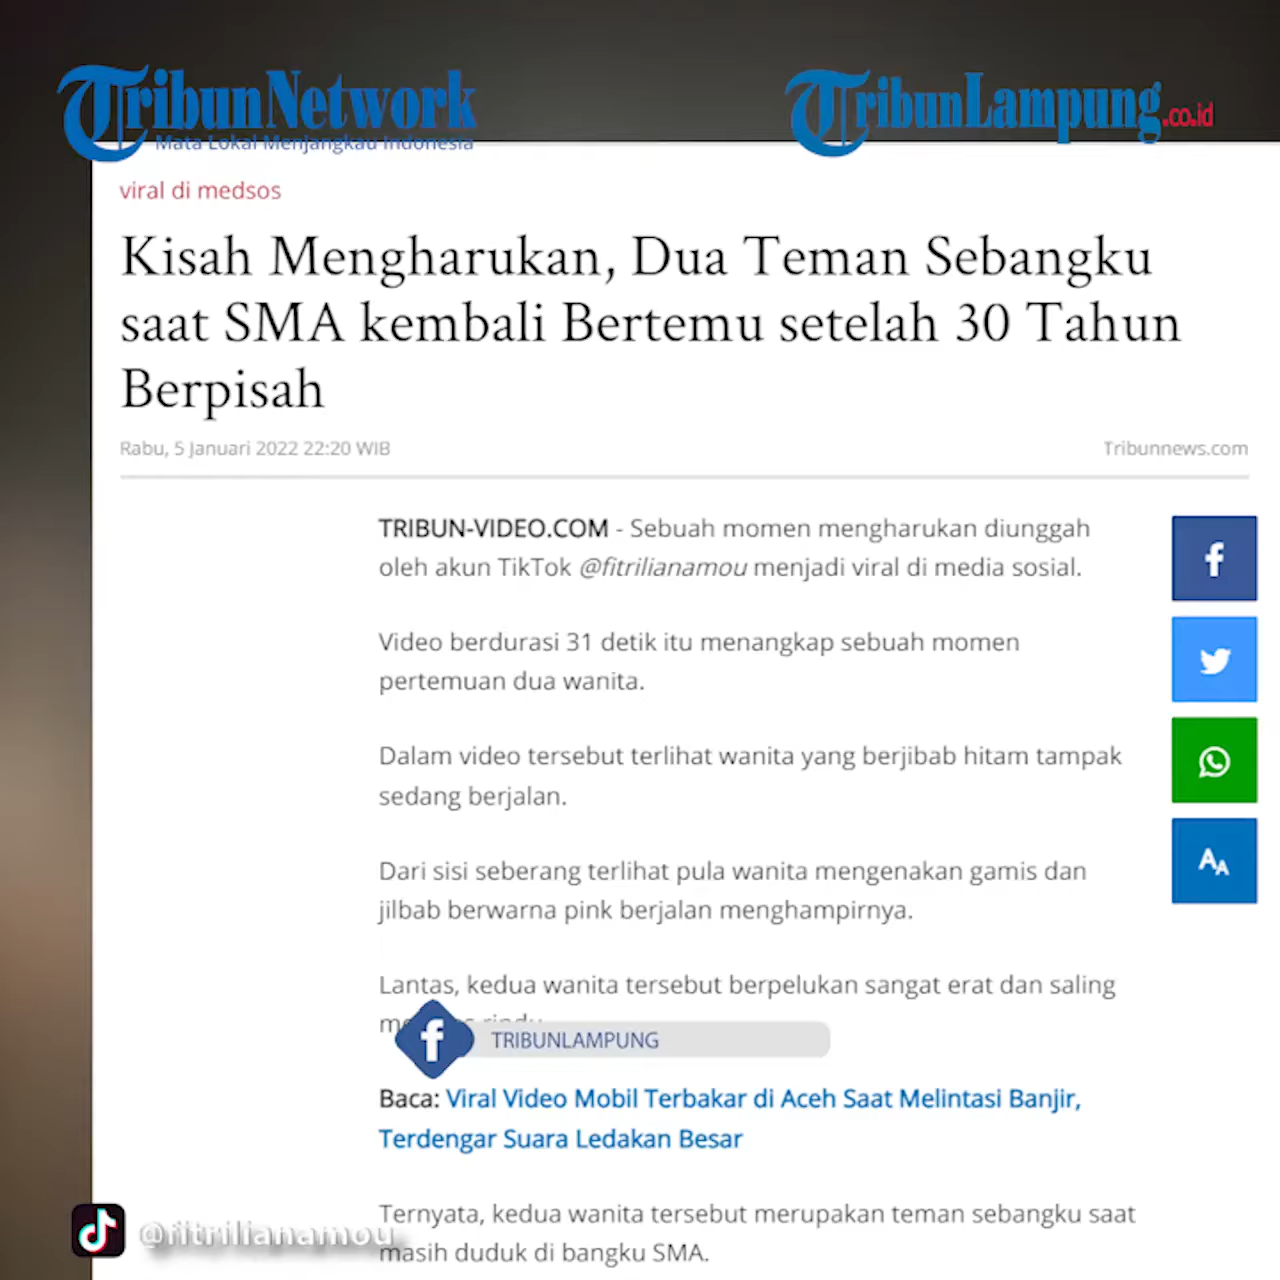 TribunNetwork
Mata Lokal Menjangkau Indonesia
TribunLampung.co.id
viral di medsos
Kisah Mengharukan, Dua Teman Sebangku
saat SMA kembali Bertemu setelah 30 Tahun
Berpisah
Rabu, 5 Januari 2022 22:20 WIB
Tribunnews.com
TRIBUN-VIDEO.COM - Sebuah momen mengharukan diunggah
oleh akun TikTok @fitrilianamou menjadi viral di media sosial.
Video berdurasi 31 detik itu menangkap sebuah momen
pertemuan dua wanita.
Dalam video tersebut terlihat wanita yang berjibab hitam tampak
sedang berjalan.
Dari sisi seberang terlihat pula wanita mengenakan gamis dan
jilbab berwarna pink berjalan menghampirnya.
Lantas, kedua wanita tersebut berpelukan sangat erat dan saling
TRIBUNLAMPUNG
Baca: Viral Video Mobil Terbakar di Aceh Saat Melintasi Banjir,
Terdengar Suara Ledakan Besar
Ternyata, kedua wanita tersebut merupakan teman sebangku saat
masih duduk di bangku SMA.
@fitrilianamou